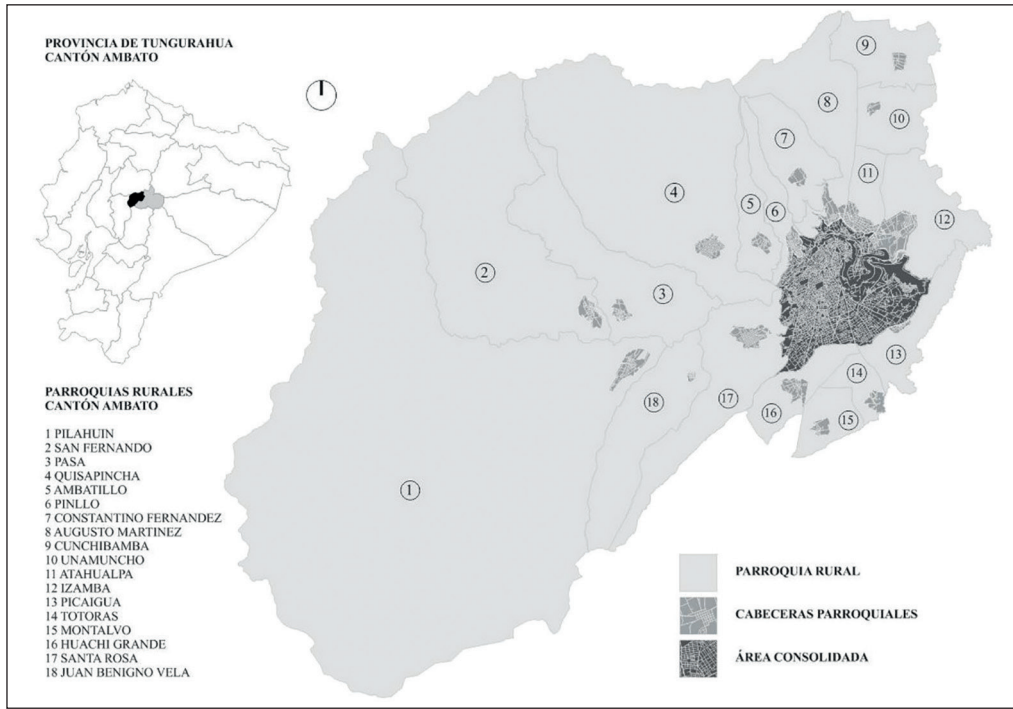 PROVINCIA DE TUNGURAHUA
CANTÓN AMBATO
PARROQUIAS RURALES
CANTÓN AMBATO
1 PILAHUIN
2 SAN FERNANDO
3 PASA
4 QUISAPINCHA
5 AMBATILLO
6 PINLLO
7 CONSTANTINO FERNANDEZ
8 AUGUSTO MARTINEZ
9 CUNCHIBAMBA
10 UNAMUNCHO
11 ATAHUALPA
12 IZAMBA
13 PICAIGUA
14 TOTORAS
15 MONTALVO
16 HUACHI GRANDE
17 SANTA ROSA
18 JUAN BENIGNO VELA
9
8
10
7
11
4
5
6
12
2
3
13
14
18
17
16
15
1
PARROQUIA RURAL
CABECERAS PARROQUIALES
ÁREA CONSOLIDADA